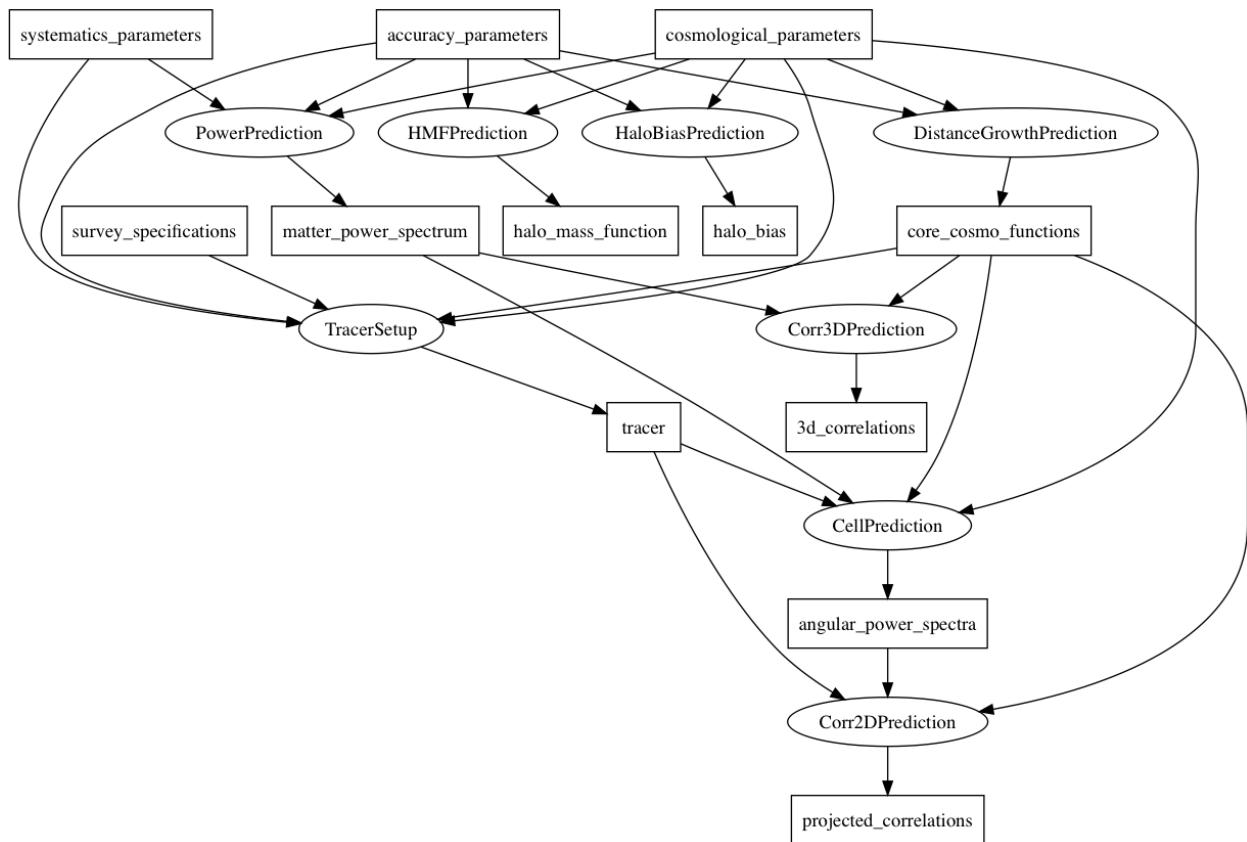 systematics_parameters
accuracy_parameters
cosmological_parameters
PowerPrediction
HMFPrediction
HaloBiasPrediction
DistanceGrowthPrediction
survey_specifications
matter_power_spectrum
halo_mass_function
halo_bias
core_cosmo_functions
TracerSetup
Corr3DPrediction
tracer
3d_correlations
CellPrediction
angular_power_spectra
Corr2DPrediction
projected_correlations